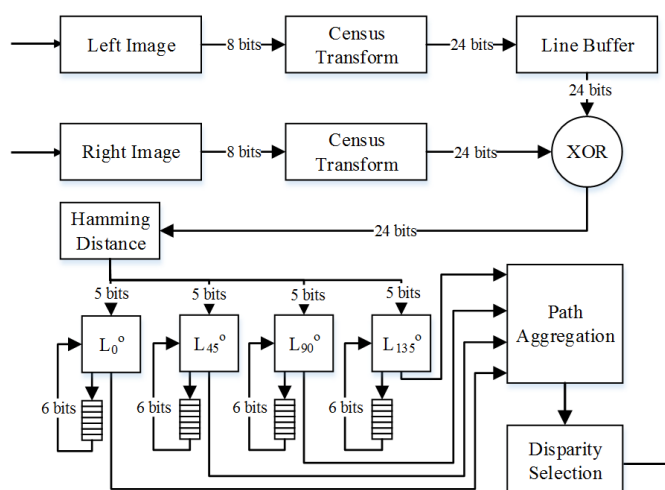 Left Image
8 bits
Census
Transform
24 bits
Line Buffer
24 bits
Right Image
8 bits
Census
Transform
24 bits
XOR
Hamming
Distance
24 bits
5 bits
5 bits
5 bits
5 bits
L0°
L45°
L90°
L135°
Path
Aggregation
6 bits
6 bits
6 bits
6 bits
Disparity
Selection